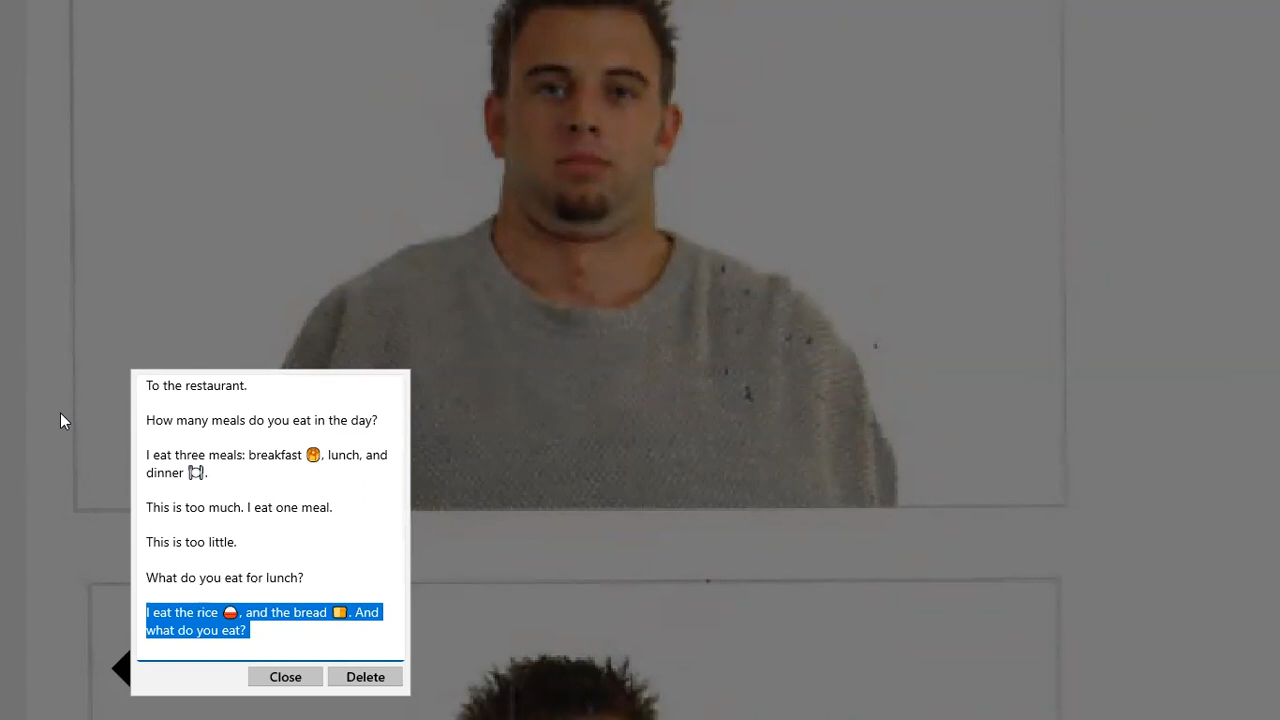 To the restaurant.
How many meals do you eat in the day?
I eat three meals: breakfast 🥞, lunch, and
dinner 🍽.
This is too much. I eat one meal.
This is too little.
What do you eat for lunch?
I eat the rice 🍚, and the bread 🍞. And
what do you eat?
Close
Delete